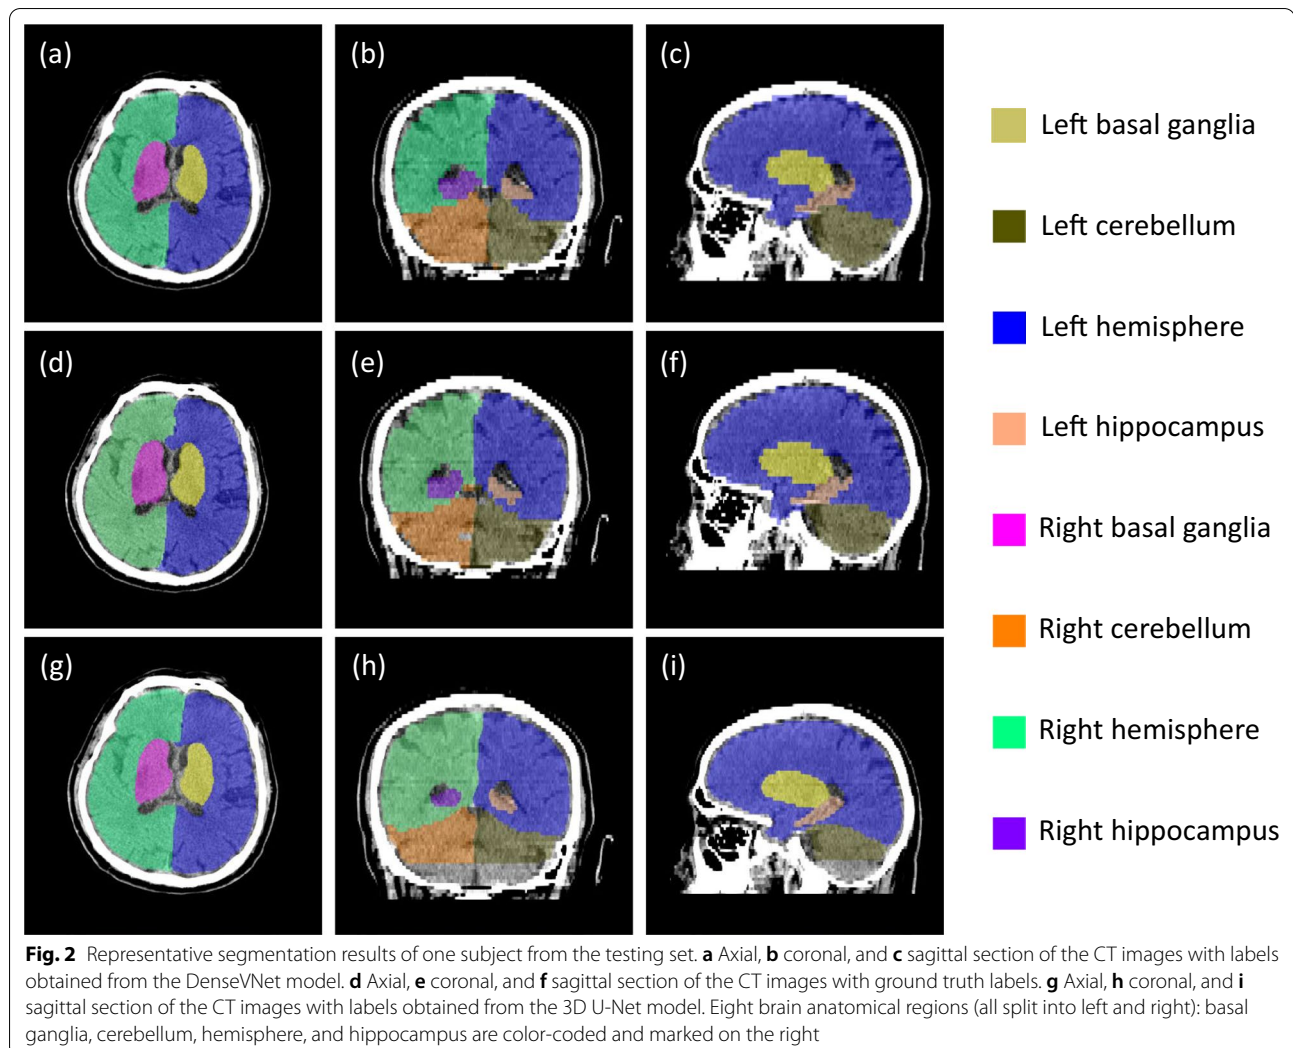 (a) (b) (c)
Left basal ganglia
Left cerebellum
Left hemisphere
(d) (e) (f)
Left hippocampus
Right basal ganglia
Right cerebellum
(g) (h) (i)
Right hemisphere
Right hippocampus
Fig. 2 Representative segmentation results of one subject from the testing set. a Axial, b coronal, and c sagittal section of the CT images with labels
obtained from the DenseVNet model. d Axial, e coronal, and f sagittal section of the CT images with ground truth labels. g Axial, h coronal, and i
sagittal section of the CT images with labels obtained from the 3D U-Net model. Eight brain anatomical regions (all split into left and right): basal
ganglia, cerebellum, hemisphere, and hippocampus are color-coded and marked on the right